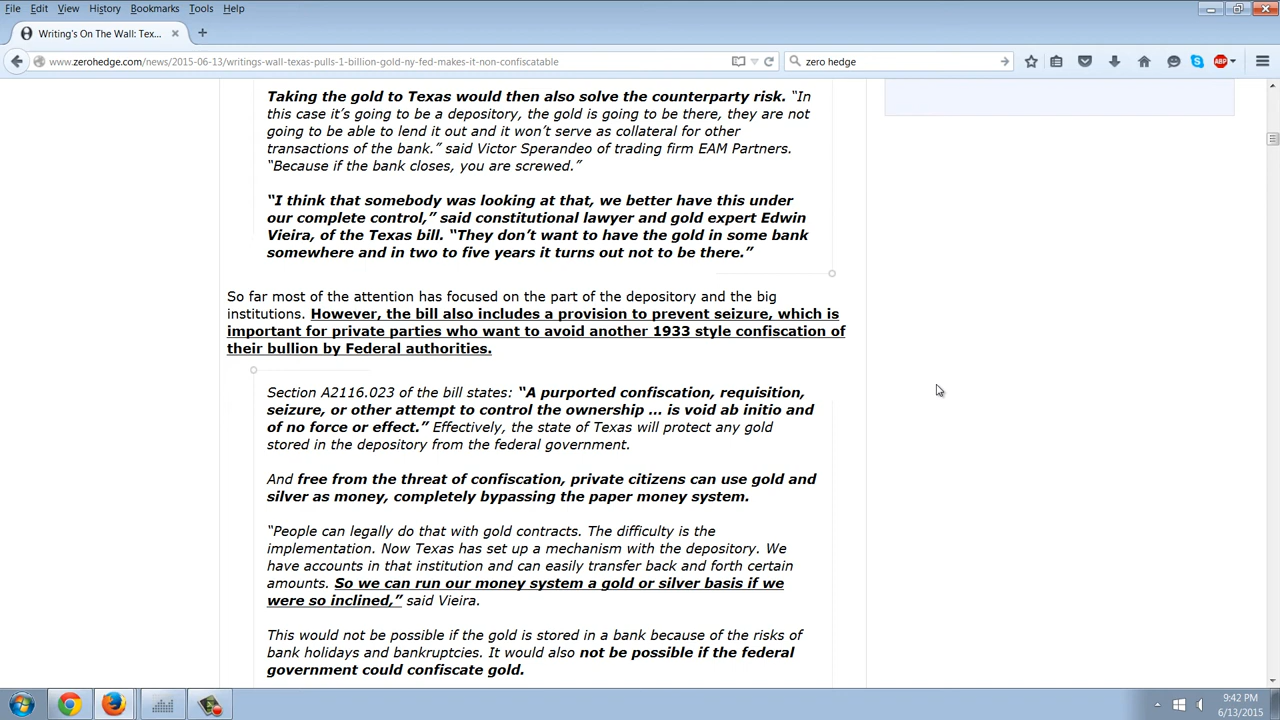 File Edit View History Bookmarks Tools Help
Writing's On The Wall: Tex...
www.zerohedge.com/news/2015-06-13/writings-wall-texas-pulls-1-billion-gold-ny-fed-makes-it-non-confiscatable
zero hedge
ABP
Taking the gold to Texas would then also solve the counterparty risk. “In
this case it’s going to be a depository, the gold is going to be there, they are not
going to be able to lend it out and it won’t serve as collateral for other
transactions of the bank.” said Victor Sperandeo of trading firm EAM Partners.
“Because if the bank closes, you are screwed.”
“I think that somebody was looking at that, we better have this under
our complete control,” said constitutional lawyer and gold expert Edwin
Vieira, of the Texas bill. “They don’t want to have the gold in some bank
somewhere and in two to five years it turns out not to be there.”
So far most of the attention has focused on the part of the depository and the big
institutions. However, the bill also includes a provision to prevent seizure, which is
important for private parties who want to avoid another 1933 style confiscation of
their bullion by Federal authorities.
Section A2116.023 of the bill states: “A purported confiscation, requisition,
seizure, or other attempt to control the ownership … is void ab initio and
of no force or effect.” Effectively, the state of Texas will protect any gold
stored in the depository from the federal government.
And free from the threat of confiscation, private citizens can use gold and
silver as money, completely bypassing the paper money system.
“People can legally do that with gold contracts. The difficulty is the
implementation. Now Texas has set up a mechanism with the depository. We
have accounts in that institution and can easily transfer back and forth certain
amounts. So we can run our money system a gold or silver basis if we
were so inclined,” said Vieira.
This would not be possible if the gold is stored in a bank because of the risks of
bank holidays and bankruptcies. It would also not be possible if the federal
government could confiscate gold.
9:42 PM
6/13/2015